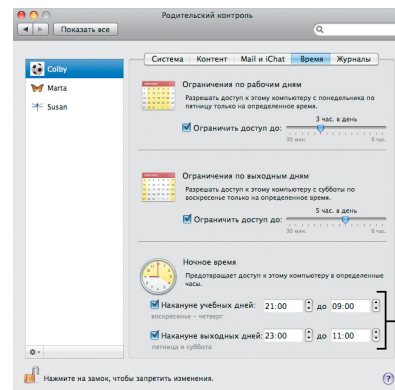 Родительский контроль
Показать все
Система Контент Mail и iChat Время Журналы
Colby
Marta
Susan
Ограничения по рабочим дням
Разрешать доступ к этому компьютеру с понедельника по
пятницу только на определенное время.
3 час. в день
Ограничить доступ до:
30 мин. 8 час.
Ограничения по выходным дням
Разрешать доступ к этому компьютеру с субботы по
воскресенье только на определенное время.
5 час. в день
Ограничить доступ до:
30 мин. 8 час.
Ночное время
Предотвращает доступ к этому компьютеру в определенные
часы.
Накануне учебных дней: 21:00 до 09:00
воскресенье – четверг
Накануне выходных дней: 23:00 до 11:00
пятница и суббота
Нажмите на замок, чтобы запретить изменения.
?